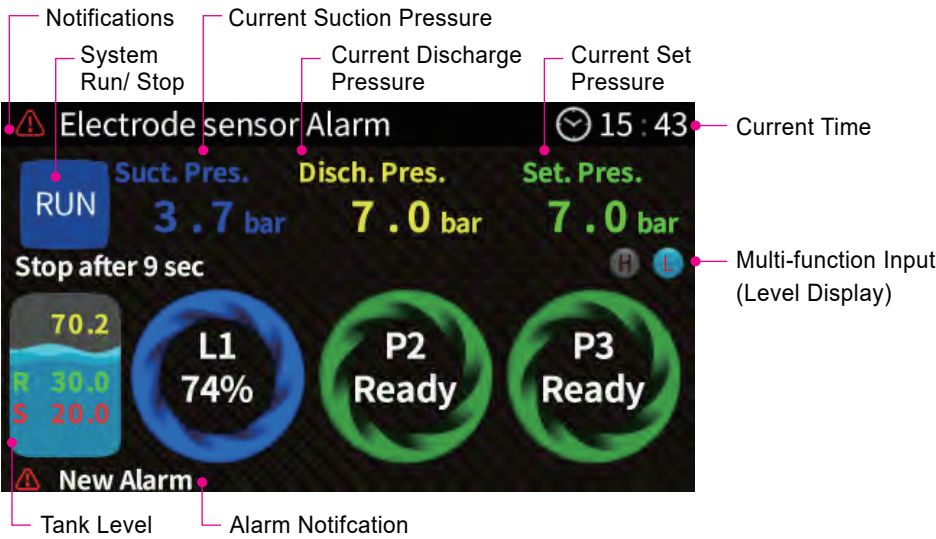 Notifications
Current Suction Pressure
System
Run/ Stop
Current Discharge
Pressure
Current Set
Pressure
Electrode sensor Alarm
15 : 43
Current Time
RUN
Suct. Pres.
Disch. Pres.
Set. Pres.
3 . 7 bar
7 . 0 bar
7 . 0 bar
Stop after 9 sec
H L
Multi-function Input
(Level Display)
70.2
R 30.0
S 20.0
L1
74%
P2
Ready
P3
Ready
New Alarm
Tank Level
Alarm Notifcation